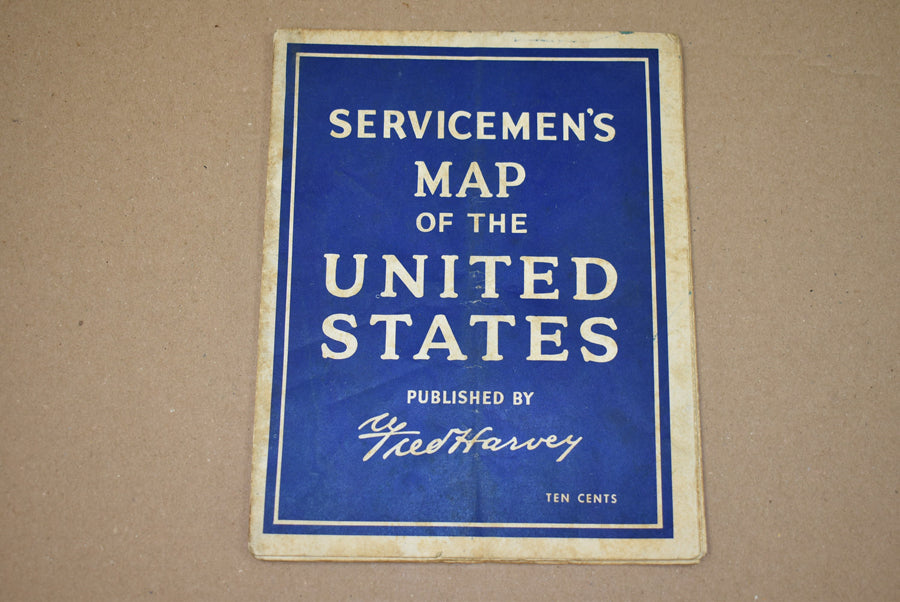 SERVICEMEN'S
MAP
OF THE
UNITED
STATES
PUBLISHED BY
Fred Harvey
TEN CENTS